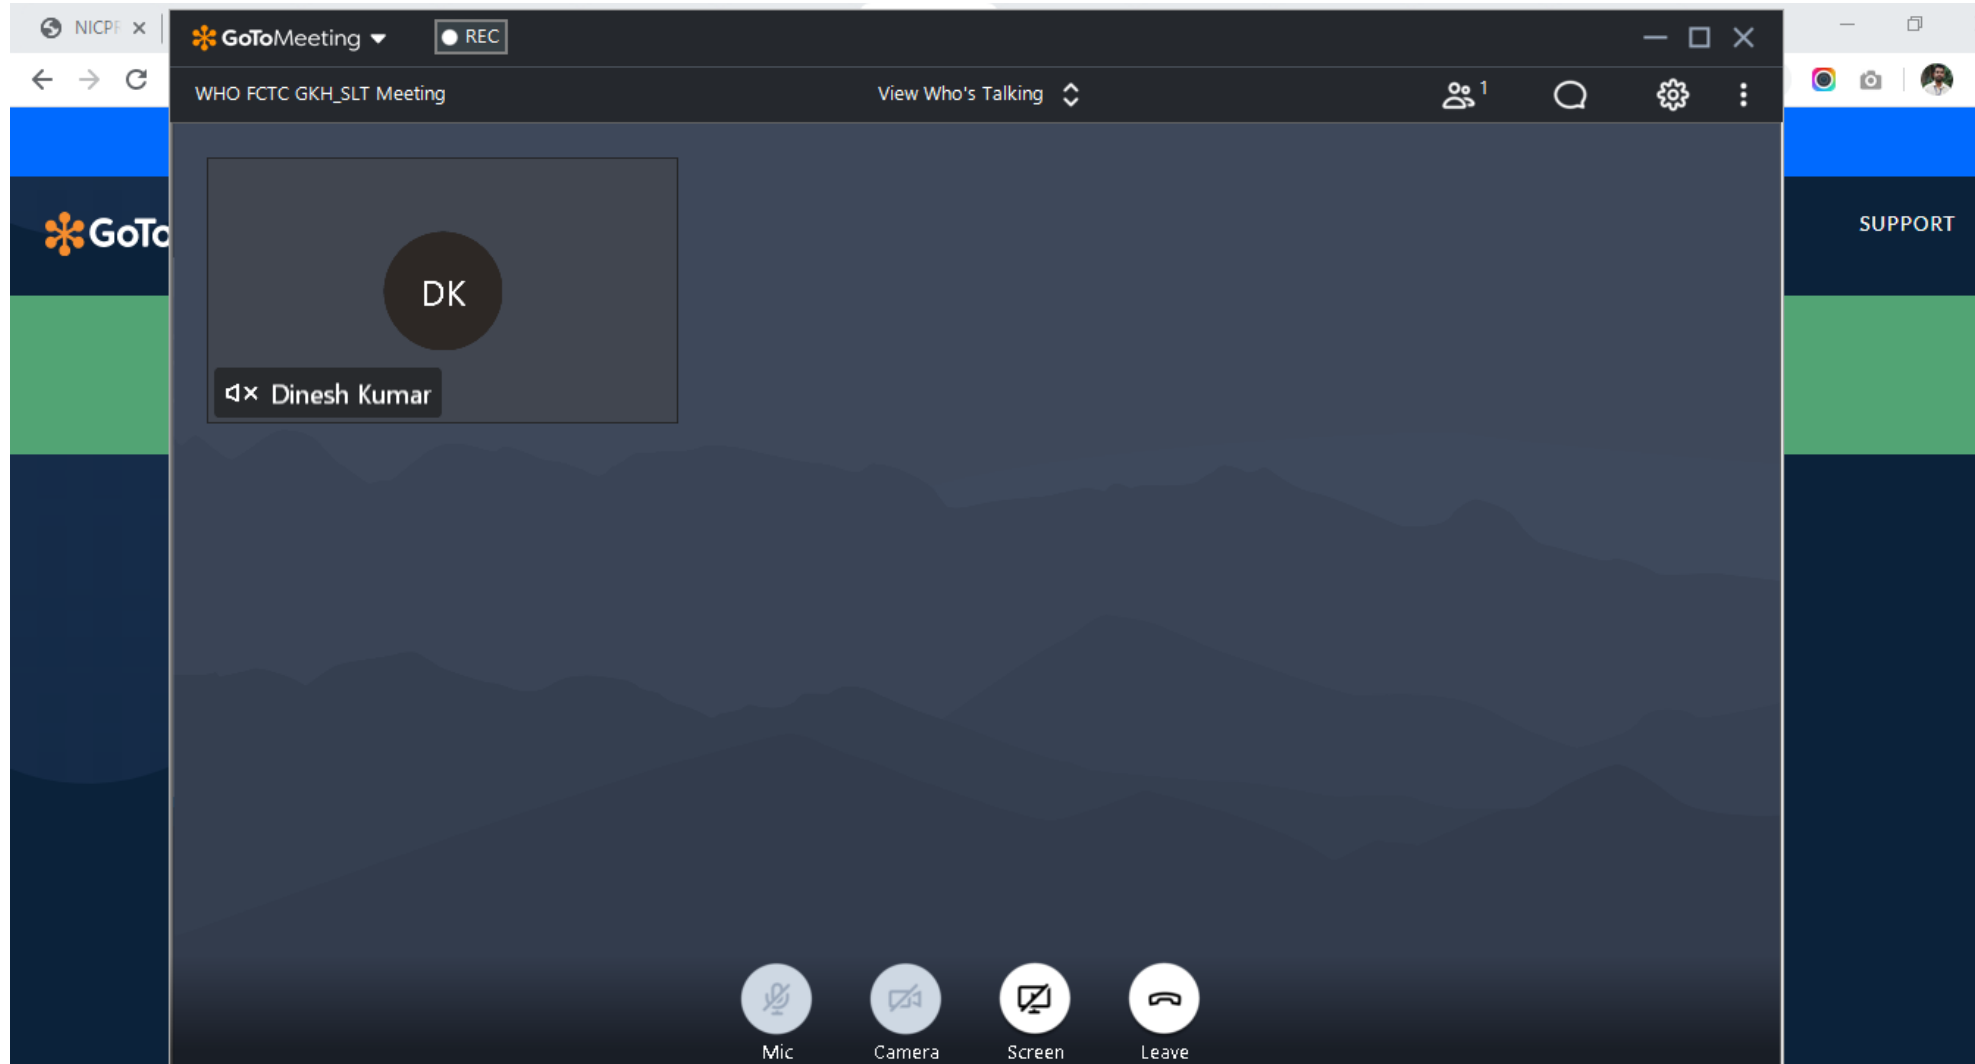 NICPF
GoToMeeting
REC
WHO FCTC GKH_SLT Meeting
View Who's Talking
1
GoTo
SUPPORT
DK
Dinesh Kumar
Mic
Camera
Screen
Leave